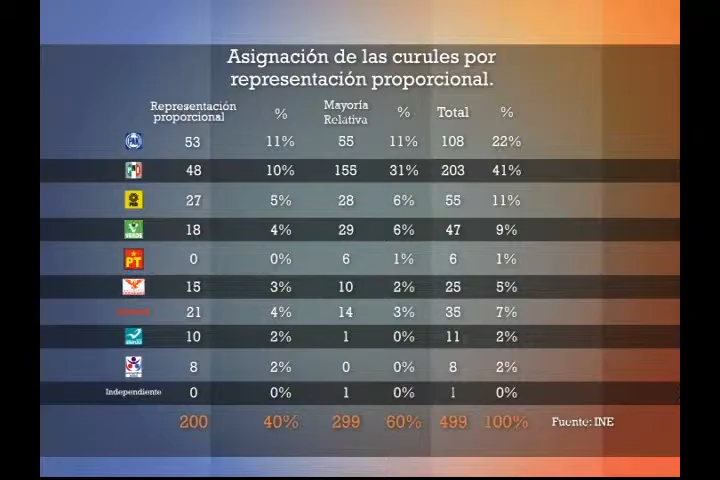 Asignación de las curules por
representación proporcional.
Representación proporcional % Mayoría Relativa % Total %
PAN 53 11% 55 11% 108 22%
PRI 48 10% 155 31% 203 41%
PRD 27 5% 28 6% 55 11%
VERDE 18 4% 29 6% 47 9%
PT 0 0% 6 1% 6 1%
15 3% 10 2% 25 5%
21 4% 14 3% 35 7%
10 2% 1 0% 11 2%
8 2% 0 0% 8 2%
Independiente 0 0% 1 0% 1 0%
200 40% 299 60% 499 100% Fuente: INE